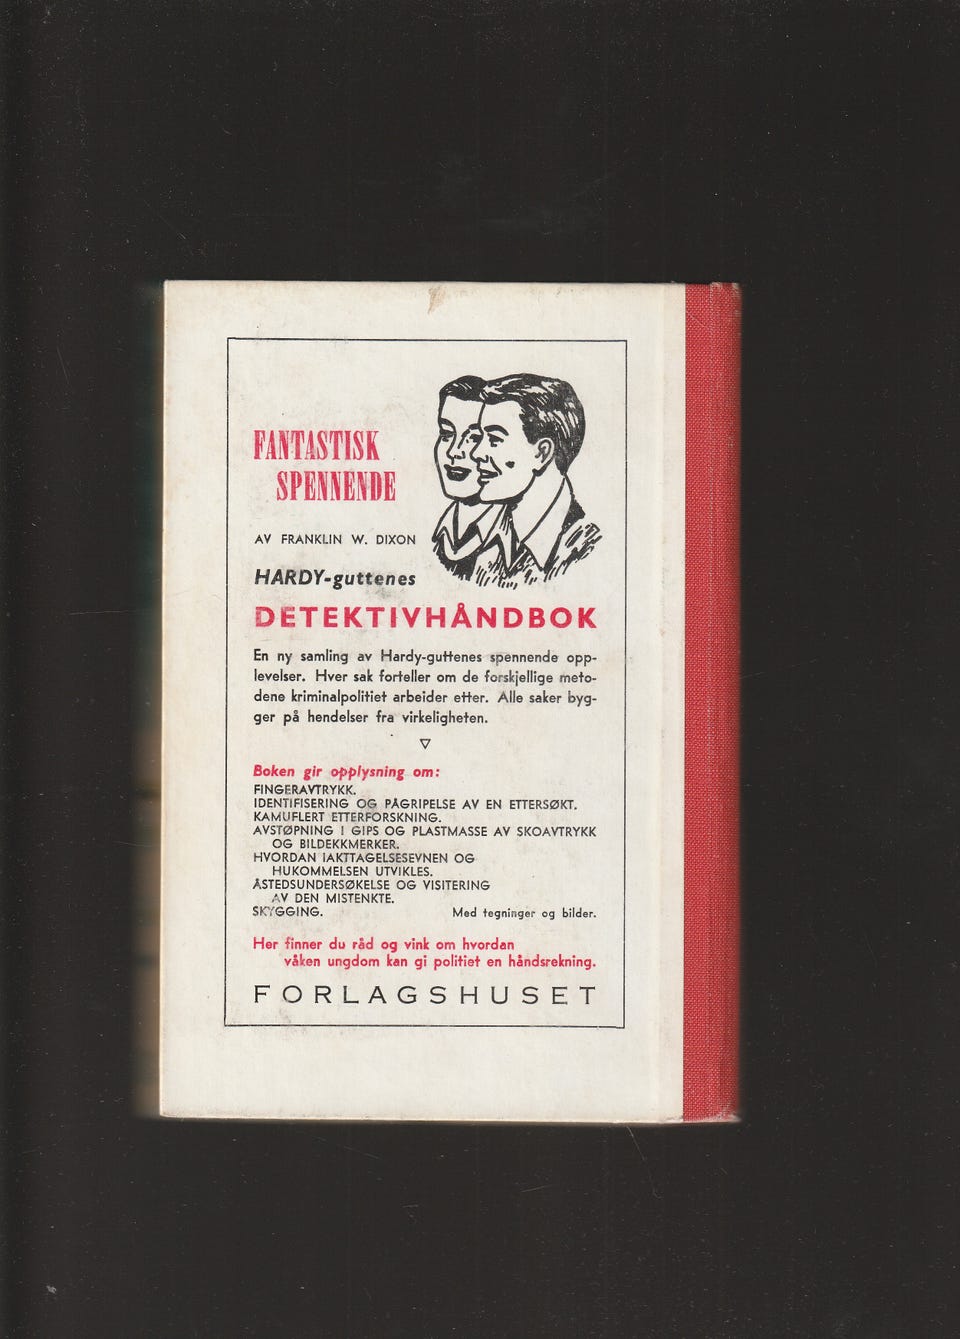 FANTASTISK
SPENNENDE
AV FRANKLIN W. DIXON
HARDY-guttenes
DETEKTIVHÅNDBOK
En ny samling av Hardy-guttenes spennende opp-
levelser. Hver sak forteller om de forskjellige meto-
dene kriminalpolitiet arbeider etter. Alle saker byg-
ger på hendelser fra virkeligheten.
Boken gir opplysning om:
FINGERAVTRYKK.
IDENTIFISERING OG PÅGRIPELSE AV EN ETTERSØKT.
KAMUFLERT ETTERFORSKNING.
AVSTØPNING I GIPS OG PLASTMASSE AV SKOAVTRYKK
OG BILDEKKMERKER.
HVORDAN IAKTTAGELSESEVNEN OG
HUKOMMELSEN UTVIKLES.
ÅSTEDSUNDERSØKELSE OG VISITERING
AV DEN MISTENKTE.
SKYGGING. Med tegninger og bilder.
Her finner du råd og vink om hvordan
våken ungdom kan gi politiet en håndsrekning.
FORLAGSHUSET